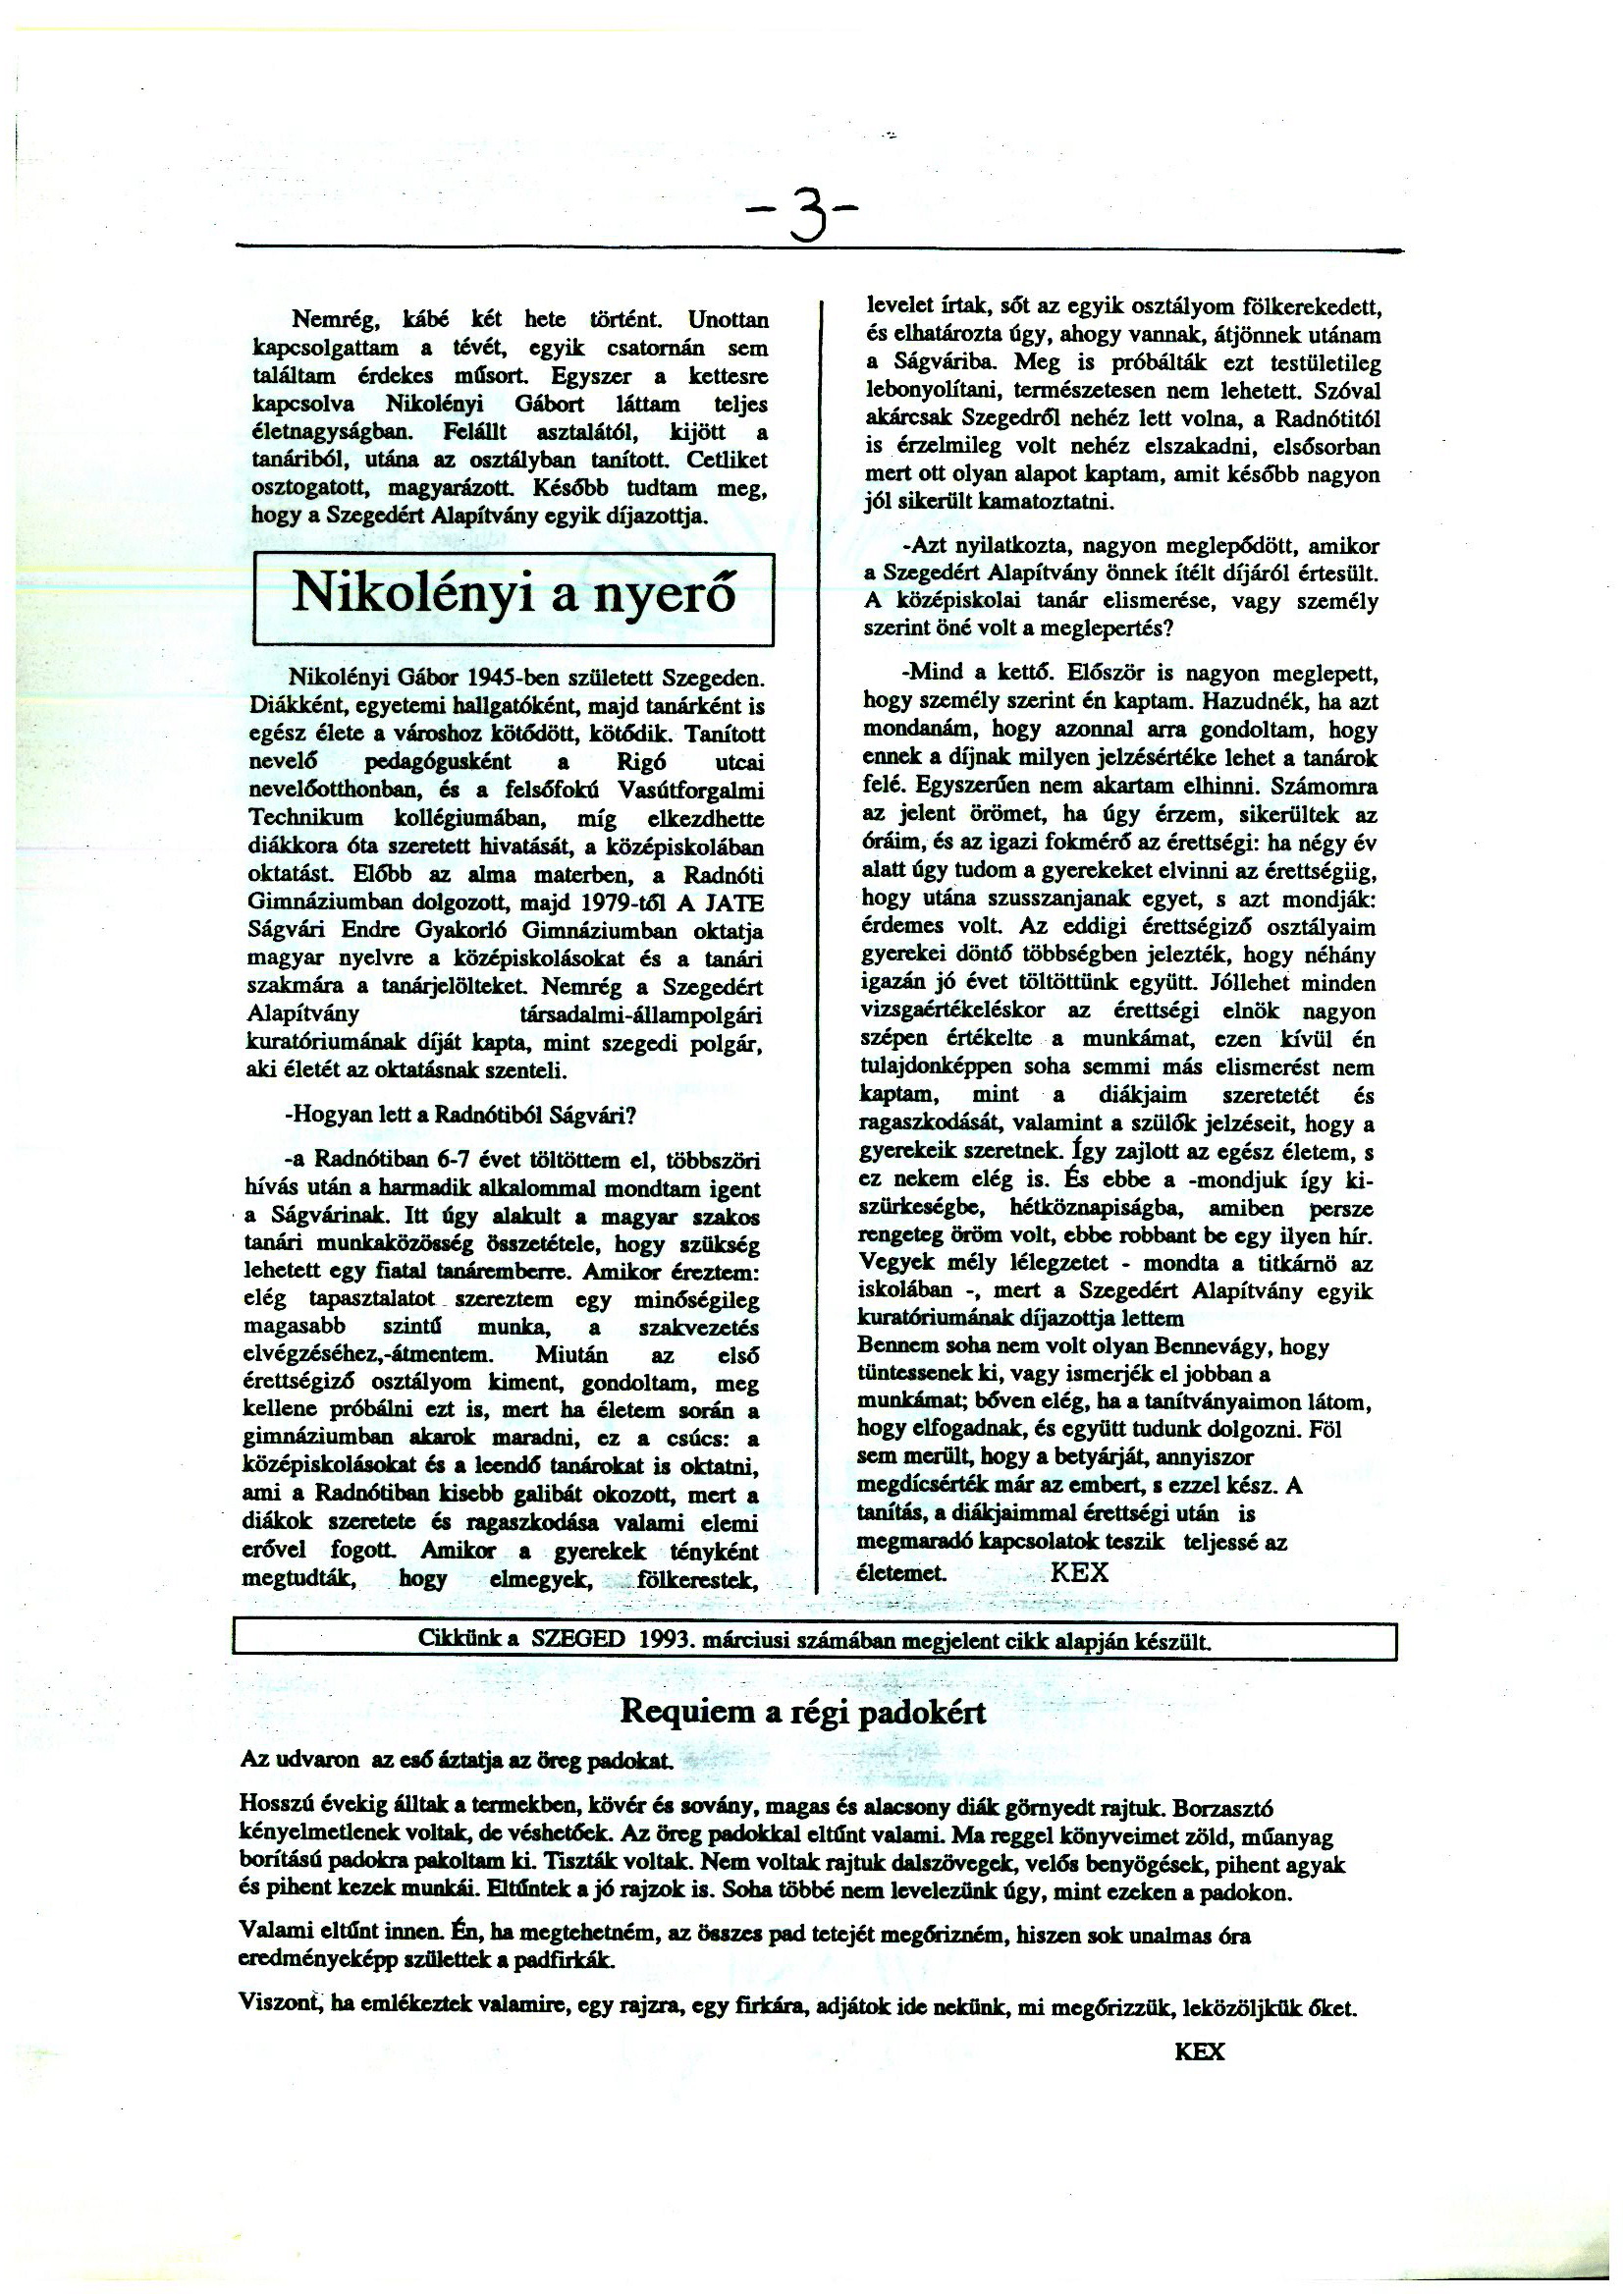 -3-
Nemrég, kábé két hete történt. Unottan
kapcsolgattam a tévét, egyik csatornán sem
találtam érdekes műsort. Egyszer a kettesre
kapcsolva Nikolényi Gábort láttam teljes
életnagyságban. Felállt asztalától, kijött a
tanáriból, utána az osztályban tanított. Cetliket
osztogatott, magyarázott. Később tudtam meg,
hogy a Szegedért Alapítvány egyik díjazottja.
Nikolényi a nyerő
Nikolényi Gábor 1945-ben született Szegeden.
Diákként, egyetemi hallgatóként, majd tanárként is
egész élete a városhoz kötődött, kötődik. Tanított
nevelő pedagógusként a Rigó utcai
nevelőotthonban, és a felsőfokú Vasútforgalmi
Technikum kollégiumában, míg elkezdhette
diákkora óta szeretett hivatását, a középiskolában
oktatást. Előbb az alma materben, a Radnóti
Gimnáziumban dolgozott, majd 1979-től A JATE
Ságvári Endre Gyakorló Gimnáziumban oktatja
magyar nyelvre a középiskolásokat és a tanári
szakmára a tanárjelölteket. Nemrég a Szegedért
Alapítvány társadalmi-állampolgári
kuratóriumának díját kapta, mint szegedi polgár,
aki életét az oktatásnak szenteli.
-Hogyan lett a Radnótiból Ságvári?
-a Radnótiban 6-7 évet töltöttem el, többszöri
hívás után a harmadik alkalommal mondtam igent
a Ságvárinak. Itt úgy alakult a magyar szakos
tanári munkaközösség összetétele, hogy szükség
lehetett egy fiatal tanáremberre. Amikor éreztem:
elég tapasztalatot szereztem egy minőségileg
magasabb szintű munka, a szakvezetés
elvégzéséhez,-átmentem. Miután az első
érettségiző osztályom kiment, gondoltam, meg
kellene próbálni ezt is, mert ha életem során a
gimnáziumban akarok maradni, ez a csúcs: a
középiskolásokat és a leendő tanárokat is oktatni,
ami a Radnótiban kisebb galibát okozott, mert a
diákok szeretete és ragaszkodása valami elemi
erővel fogott. Amikor a gyerekek tényként
megtudták, hogy elmegyek, fölkerestek,
levelet írtak, sőt az egyik osztályom fölkerekedett,
és elhatározta úgy, ahogy vannak, átjönnek utánam
a Ságváriba. Meg is próbálták ezt testületileg
lebonyolítani, természetesen nem lehetett. Szóval
akárcsak Szegedről nehéz lett volna, a Radnótitól
is érzelmileg volt nehéz elszakadni, elsősorban
mert ott olyan alapot kaptam, amit később nagyon
jól sikerült kamatoztatni.
-Azt nyilatkozta, nagyon meglepődött, amikor
a Szegedért Alapítvány önnek ítélt díjáról értesült.
A középiskolai tanár elismerése, vagy személy
szerint öné volt a meglepertés?
-Mind a kettő. Először is nagyon meglepett,
hogy személy szerint én kaptam. Hazudnék, ha azt
mondanám, hogy azonnal arra gondoltam, hogy
ennek a díjnak milyen jelzésértéke lehet a tanárok
felé. Egyszerűen nem akartam elhinni. Számomra
az jelent örömet, ha úgy érzem, sikerültek az
óráim, és az igazi fokmérő az érettségi: ha négy év
alatt úgy tudom a gyerekeket elvinni az érettségiig,
hogy utána szusszanjanak egyet, s azt mondják:
érdemes volt. Az eddigi érettségiző osztályaim
gyerekei döntő többségben jelezték, hogy néhány
igazán jó évet töltöttünk együtt. Jóllehet minden
vizsgaértékeléskor az érettségi elnök nagyon
szépen értékelte a munkámat, ezen kívül én
tulajdonképpen soha semmi más elismerést nem
kaptam, mint a diákjaim szeretetét és
ragaszkodását, valamint a szülők jelzéseit, hogy a
gyerekeik szeretnek. Így zajlott az egész életem, s
ez nekem elég is. És ebbe a -mondjuk így ki-
szürkeségbe, hétköznapiságba, amiben persze
rengeteg öröm volt, ebbe robbant be egy ilyen hír.
Vegyek mély lélegzetet - mondta a titkárnö az
iskolában -, mert a Szegedért Alapítvány egyik
kuratóriumának díjazottja lettem
Bennem soha nem volt olyan Bennevágy, hogy
tüntessenek ki, vagy ismerjék el jobban a
munkámat; bőven elég, ha a tanítványaimon látom,
hogy elfogadnak, és együtt tudunk dolgozni. Föl
sem merült, hogy a betyárját, annyiszor
megdícsérték már az embert, s ezzel kész. A
tanítás, a diákjaimmal érettségi után is
megmaradó kapcsolatok teszik teljessé az
életemet. KEX
Cikkünk a SZEGED 1993. márciusi számában megjelent cikk alapján készült.
Requiem a régi padokért
Az udvaron az eső áztatja az öreg padokat.
Hosszú évekig álltak a termekben, kövér és sovány, magas és alacsony diák görnyedt rajtuk. Borzasztó
kényelmetlenek voltak, de véshetőek. Az öreg padokkal eltűnt valami. Ma reggel könyveimet zöld, műanyag
borítású padokra pakoltam ki. Tiszták voltak. Nem voltak rajtuk dalszövegek, velős benyögések, pihent agyak
és pihent kezek munkái. Eltűntek a jó rajzok is. Soha többé nem levelezünk úgy, mint ezeken a padokon.
Valami eltűnt innen. Én, ha megtehetném, az összes pad tetejét megőrizném, hiszen sok unalmas óra
eredményeképp születtek a padfirkák.
Viszont, ha emlékeztek valamire, egy rajzra, egy firkára, adjátok ide nekünk, mi megőrizzük, leközöljkük őket.
KEX